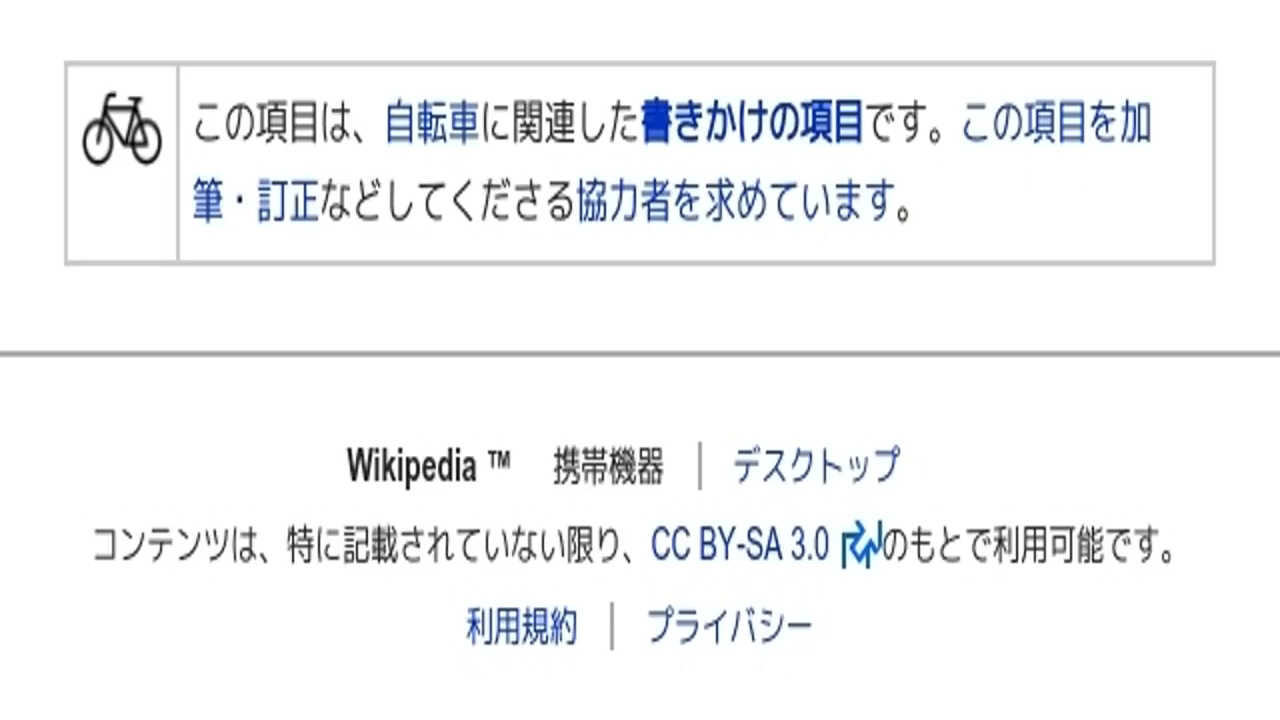 この項目は、自転車に関連した書きかけの項目です。この項目を加
筆・訂正などしてくださる協力者を求めています。
Wikipedia ™ 携帯機器 | デスクトップ
コンテンツは、特に記載されていない限り、CC BY-SA 3.0 のもとで利用可能です。
利用規約 | プライバシー